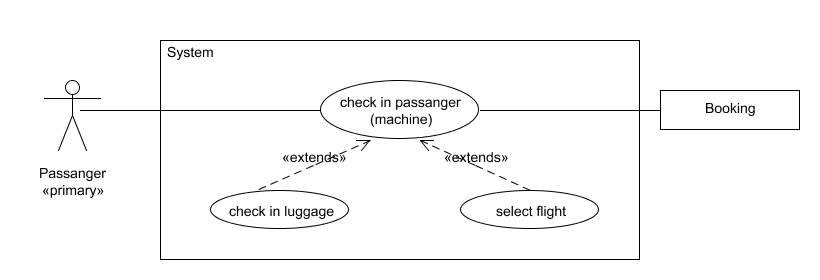 System
check in passanger
(machine)
Booking
«extends»
«extends»
Passanger
«primary»
check in luggage
select flight